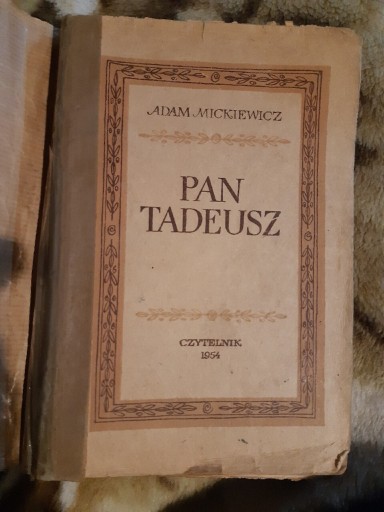 ADAM MICKIEWICZ
PAN
TADEUSZ
CZYTELNIK
1954